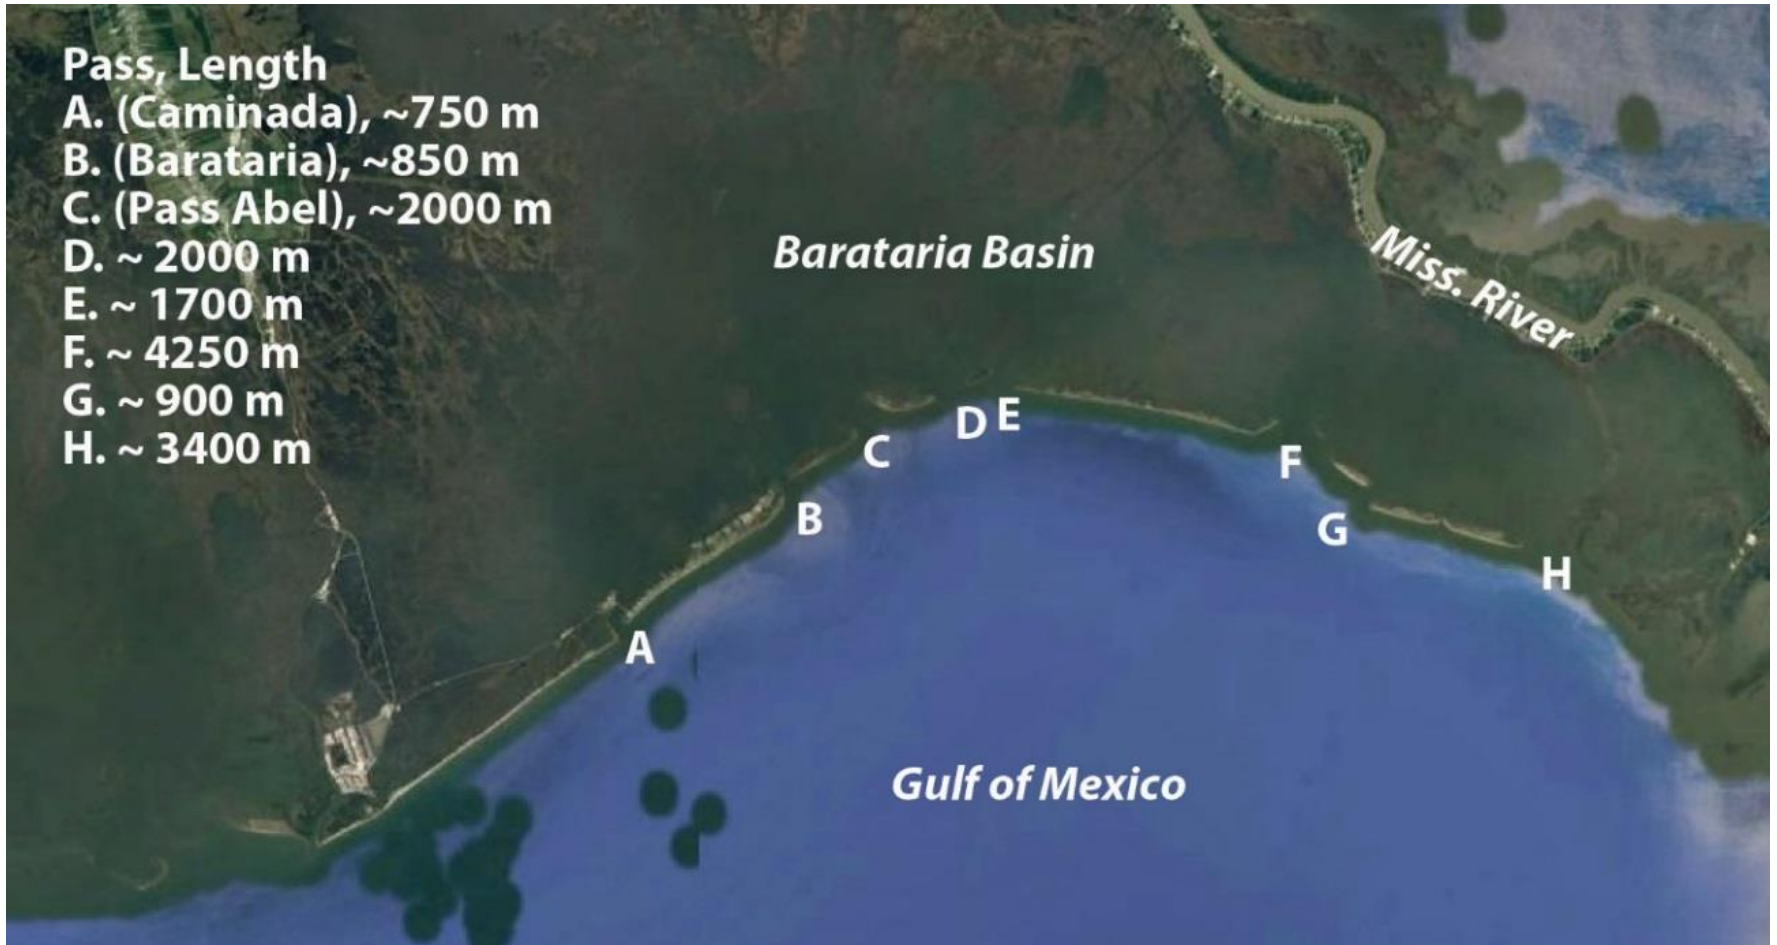 Pass, Length
A. (Caminada), ~750 m
B. (Barataria), ~850 m
C. (Pass Abel), ~2000 m
D. ~ 2000 m
E. ~ 1700 m
F. ~ 4250 m
G. ~ 900 m
H. ~ 3400 m
Barataria Basin
Miss. River
D
E
C
F
B
G
H
A
Gulf of Mexico